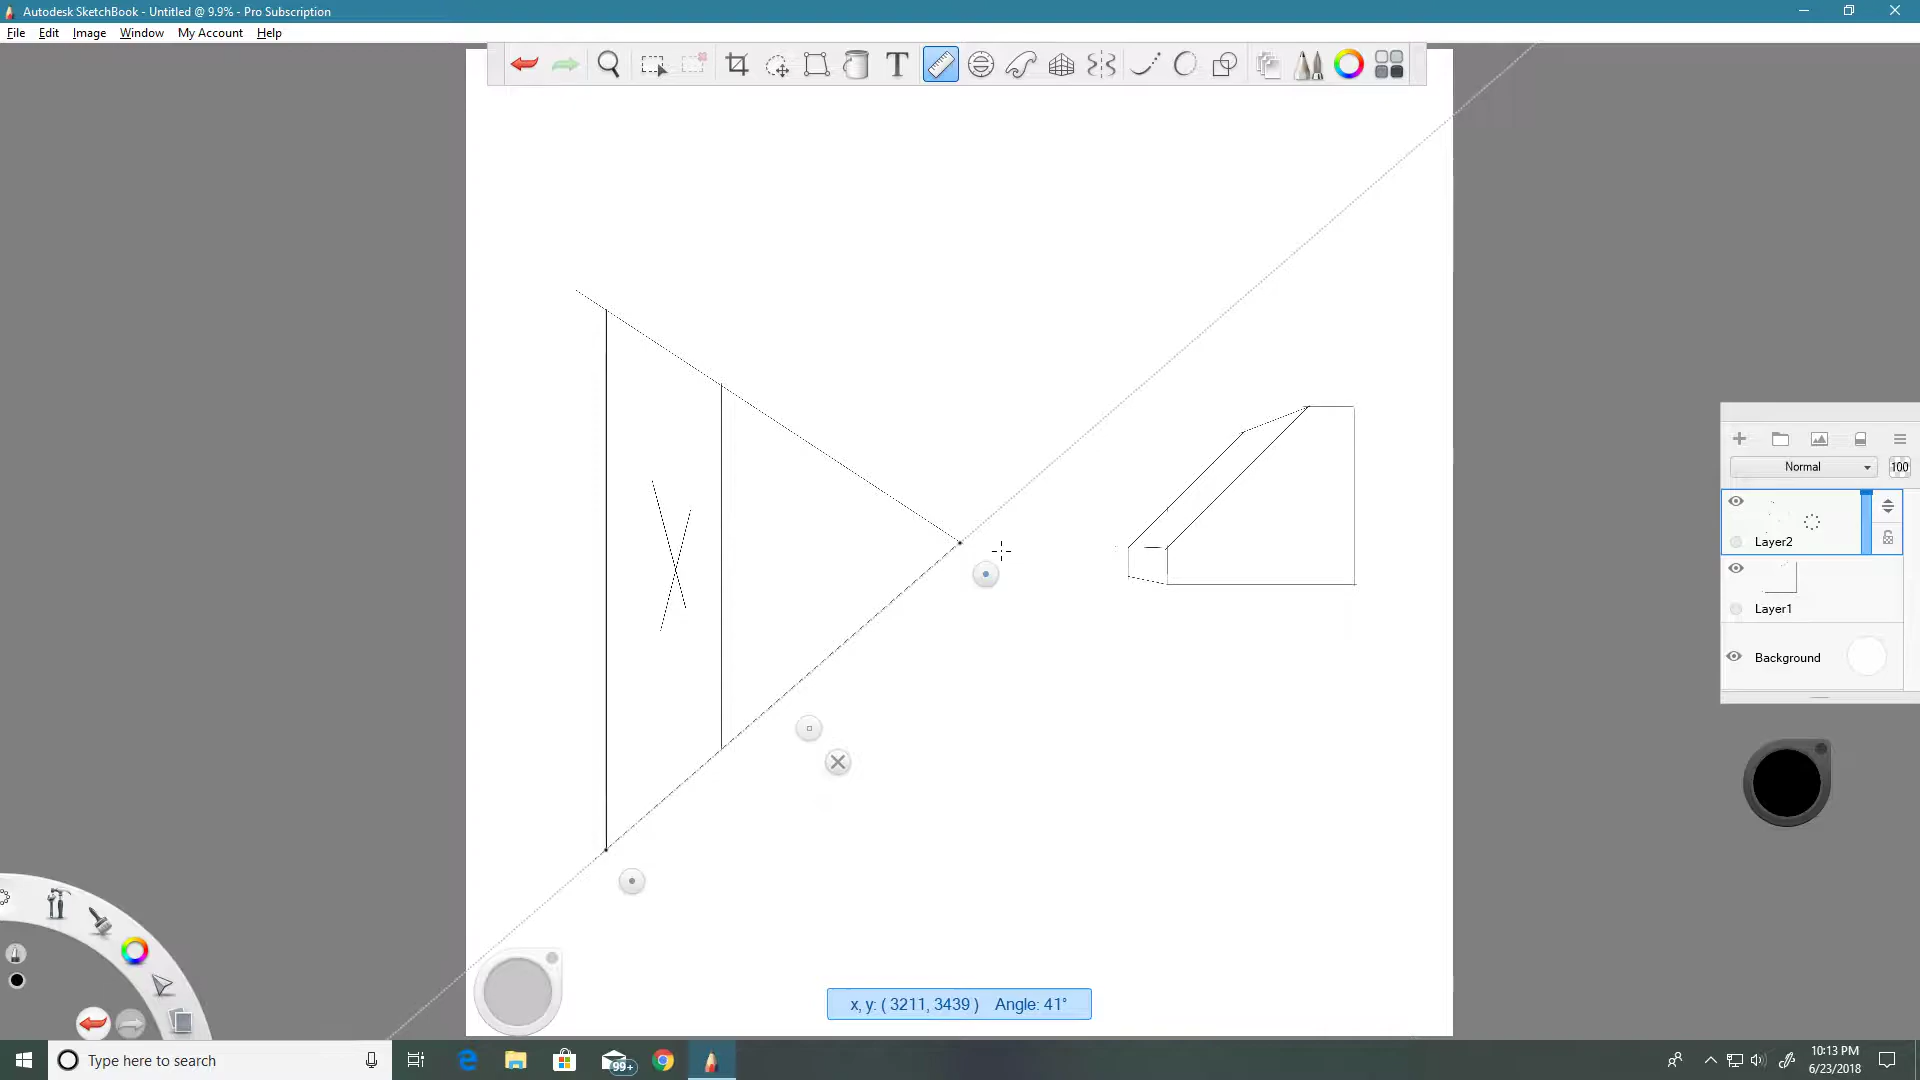 Autodesk SketchBook - Untitled @ 9.9% - Pro Subscription
File Edit Image Window My Account Help
T
Normal 100
Layer2
Layer1
Background
x, y: ( 3211, 3439 ) Angle: 41°
Type here to search
99+
10:13 PM
6/23/2018